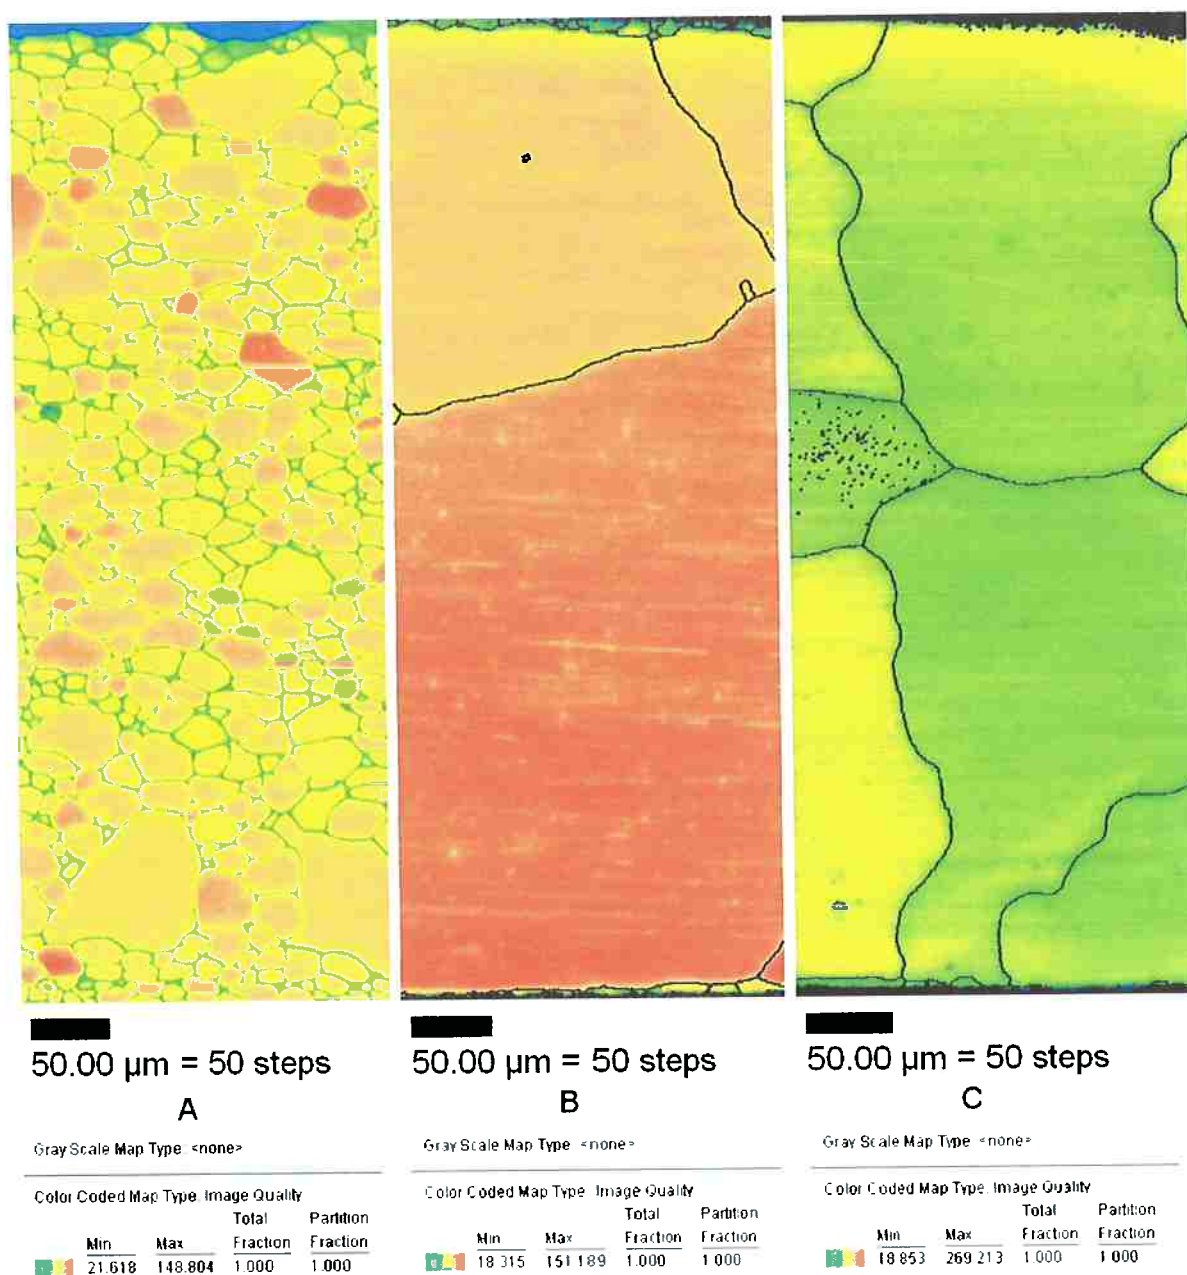 50.00 µm = 50 steps
A
Gray Scale Map Type: <none>
Color Coded Map Type: Image Quality
Total Partition
Min Max Fraction Fraction
21.618 148.804 1.000 1.000
50.00 µm = 50 steps
B
Gray Scale Map Type: <none>
Color Coded Map Type: Image Quality
Total Partition
Min Max Fraction Fraction
18.315 151.189 1.000 1.000
50.00 µm = 50 steps
C
Gray Scale Map Type: <none>
Color Coded Map Type: Image Quality
Total Partition
Min Max Fraction Fraction
18.853 269.213 1.000 1.000